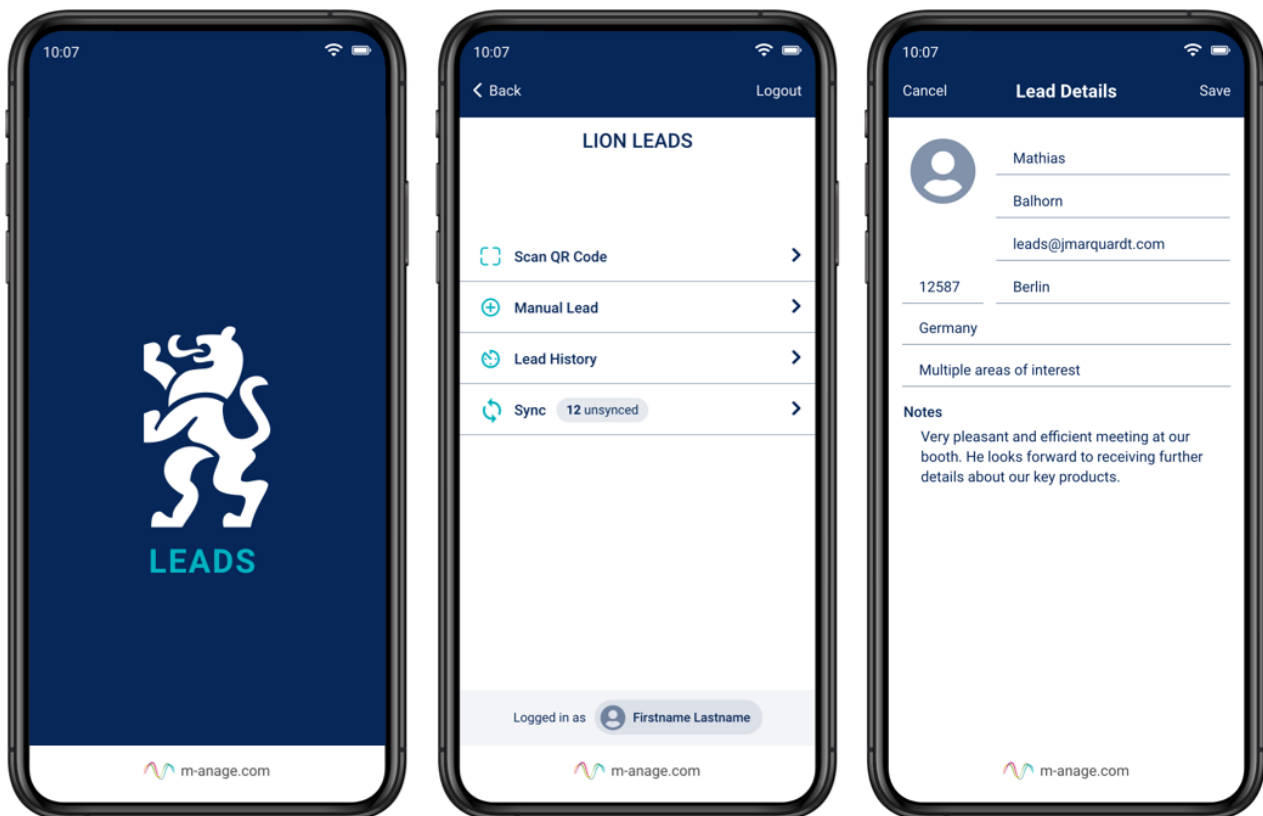 10:07
LEADS
m-anage.com
10:07
Back
Logout
LION LEADS
Scan QR Code
Manual Lead
Lead History
Sync 12 unsynced
Logged in as Firstname Lastname
m-anage.com
10:07
Cancel Lead Details Save
Mathias
Balhorn
leads@jmarquardt.com
12587 Berlin
Germany
Multiple areas of interest
Notes
Very pleasant and efficient meeting at our
booth. He looks forward to receiving further
details about our key products.
m-anage.com